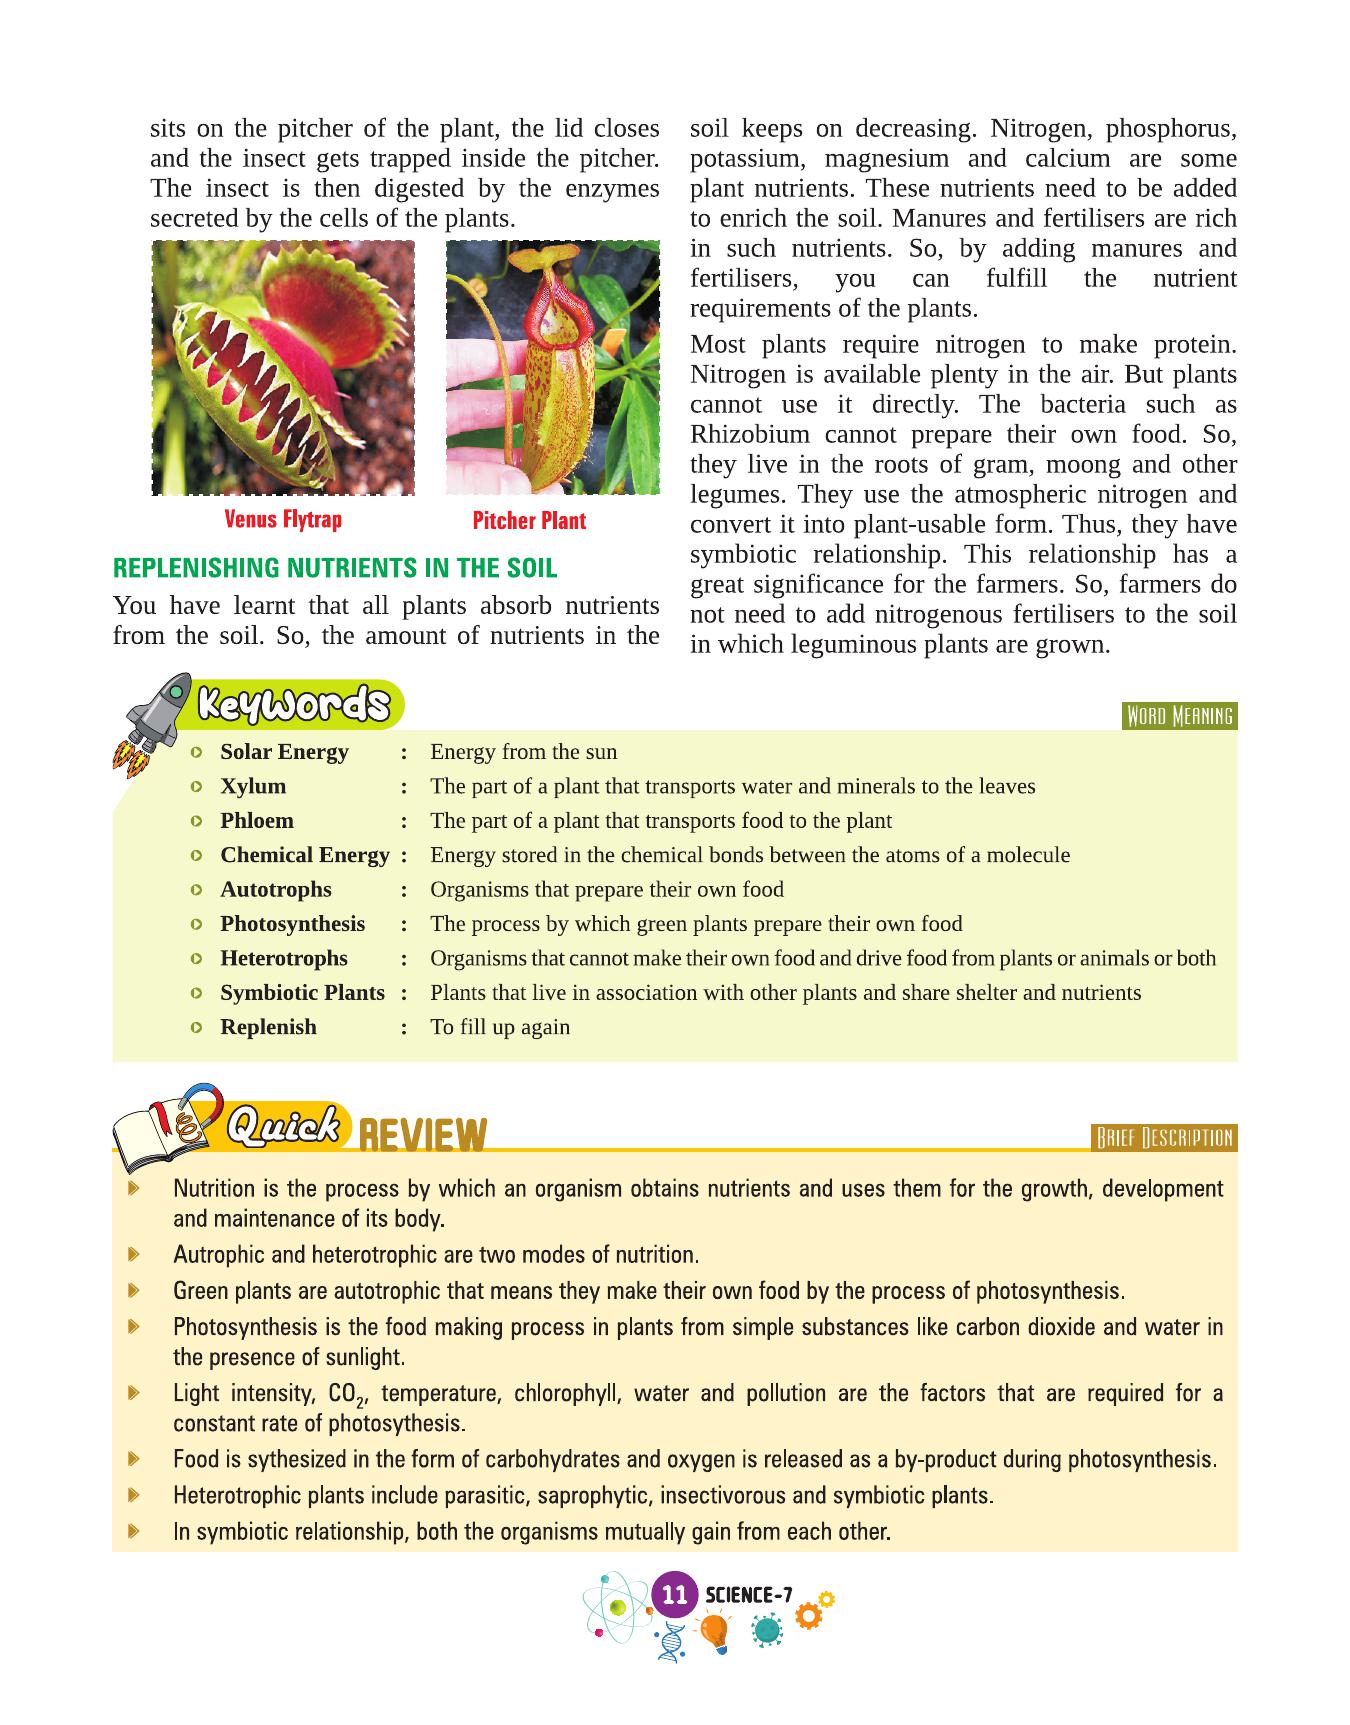 sits on the pitcher of the plant, the lid closes
and the insect gets trapped inside the pitcher.
The insect is then digested by the enzymes
secreted by the cells of the plants.
Venus Flytrap
Pitcher Plant
REPLENISHING NUTRIENTS IN THE SOIL
You have learnt that all plants absorb nutrients
from the soil. So, the amount of nutrients in the
soil keeps on decreasing. Nitrogen, phosphorus,
potassium, magnesium and calcium are some
plant nutrients. These nutrients need to be added
to enrich the soil. Manures and fertilisers are rich
in such nutrients. So, by adding manures and
fertilisers, you can fulfill the nutrient
requirements of the plants.
Most plants require nitrogen to make protein.
Nitrogen is available plenty in the air. But plants
cannot use it directly. The bacteria such as
Rhizobium cannot prepare their own food. So,
they live in the roots of gram, moong and other
legumes. They use the atmospheric nitrogen and
convert it into plant-usable form. Thus, they have
symbiotic relationship. This relationship has a
great significance for the farmers. So, farmers do
not need to add nitrogenous fertilisers to the soil
in which leguminous plants are grown.
Keywords
WORD MEANING
Solar Energy : Energy from the sun
Xylum : The part of a plant that transports water and minerals to the leaves
Phloem : The part of a plant that transports food to the plant
Chemical Energy : Energy stored in the chemical bonds between the atoms of a molecule
Autotrophs : Organisms that prepare their own food
Photosynthesis : The process by which green plants prepare their own food
Heterotrophs : Organisms that cannot make their own food and drive food from plants or animals or both
Symbiotic Plants : Plants that live in association with other plants and share shelter and nutrients
Replenish : To fill up again
Quick REVIEW
BRIEF DESCRIPTION
Nutrition is the process by which an organism obtains nutrients and uses them for the growth, development
and maintenance of its body.
Autrophic and heterotrophic are two modes of nutrition.
Green plants are autotrophic that means they make their own food by the process of photosynthesis.
Photosynthesis is the food making process in plants from simple substances like carbon dioxide and water in
the presence of sunlight.
Light intensity, CO₂, temperature, chlorophyll, water and pollution are the factors that are required for a
constant rate of photosythesis.
Food is sythesized in the form of carbohydrates and oxygen is released as a by-product during photosynthesis.
Heterotrophic plants include parasitic, saprophytic, insectivorous and symbiotic plants.
In symbiotic relationship, both the organisms mutually gain from each other.
11 SCIENCE-7